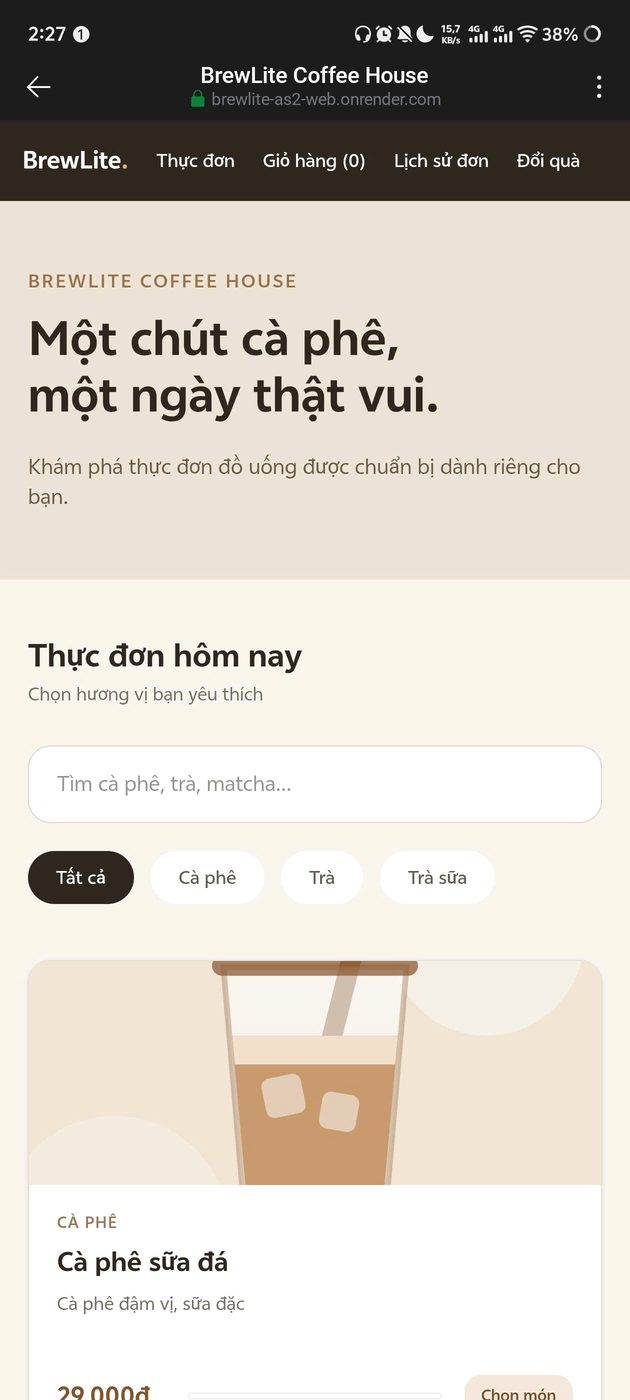 2:27 1 15,7 KB/s 4G 4G 38%
BrewLite Coffee House
brewlite-as2-web.onrender.com
BrewLite. Thực đơn Giỏ hàng (0) Lịch sử đơn Đổi quà
BREWLITE COFFEE HOUSE
Một chút cà phê,
một ngày thật vui.
Khám phá thực đơn đồ uống được chuẩn bị dành riêng cho
bạn.
Thực đơn hôm nay
Chọn hương vị bạn yêu thích
Tìm cà phê, trà, matcha...
Tất cả Cà phê Trà Trà sữa
CÀ PHÊ
Cà phê sữa đá
Cà phê đậm vị, sữa đặc
29.000đ Chọn món